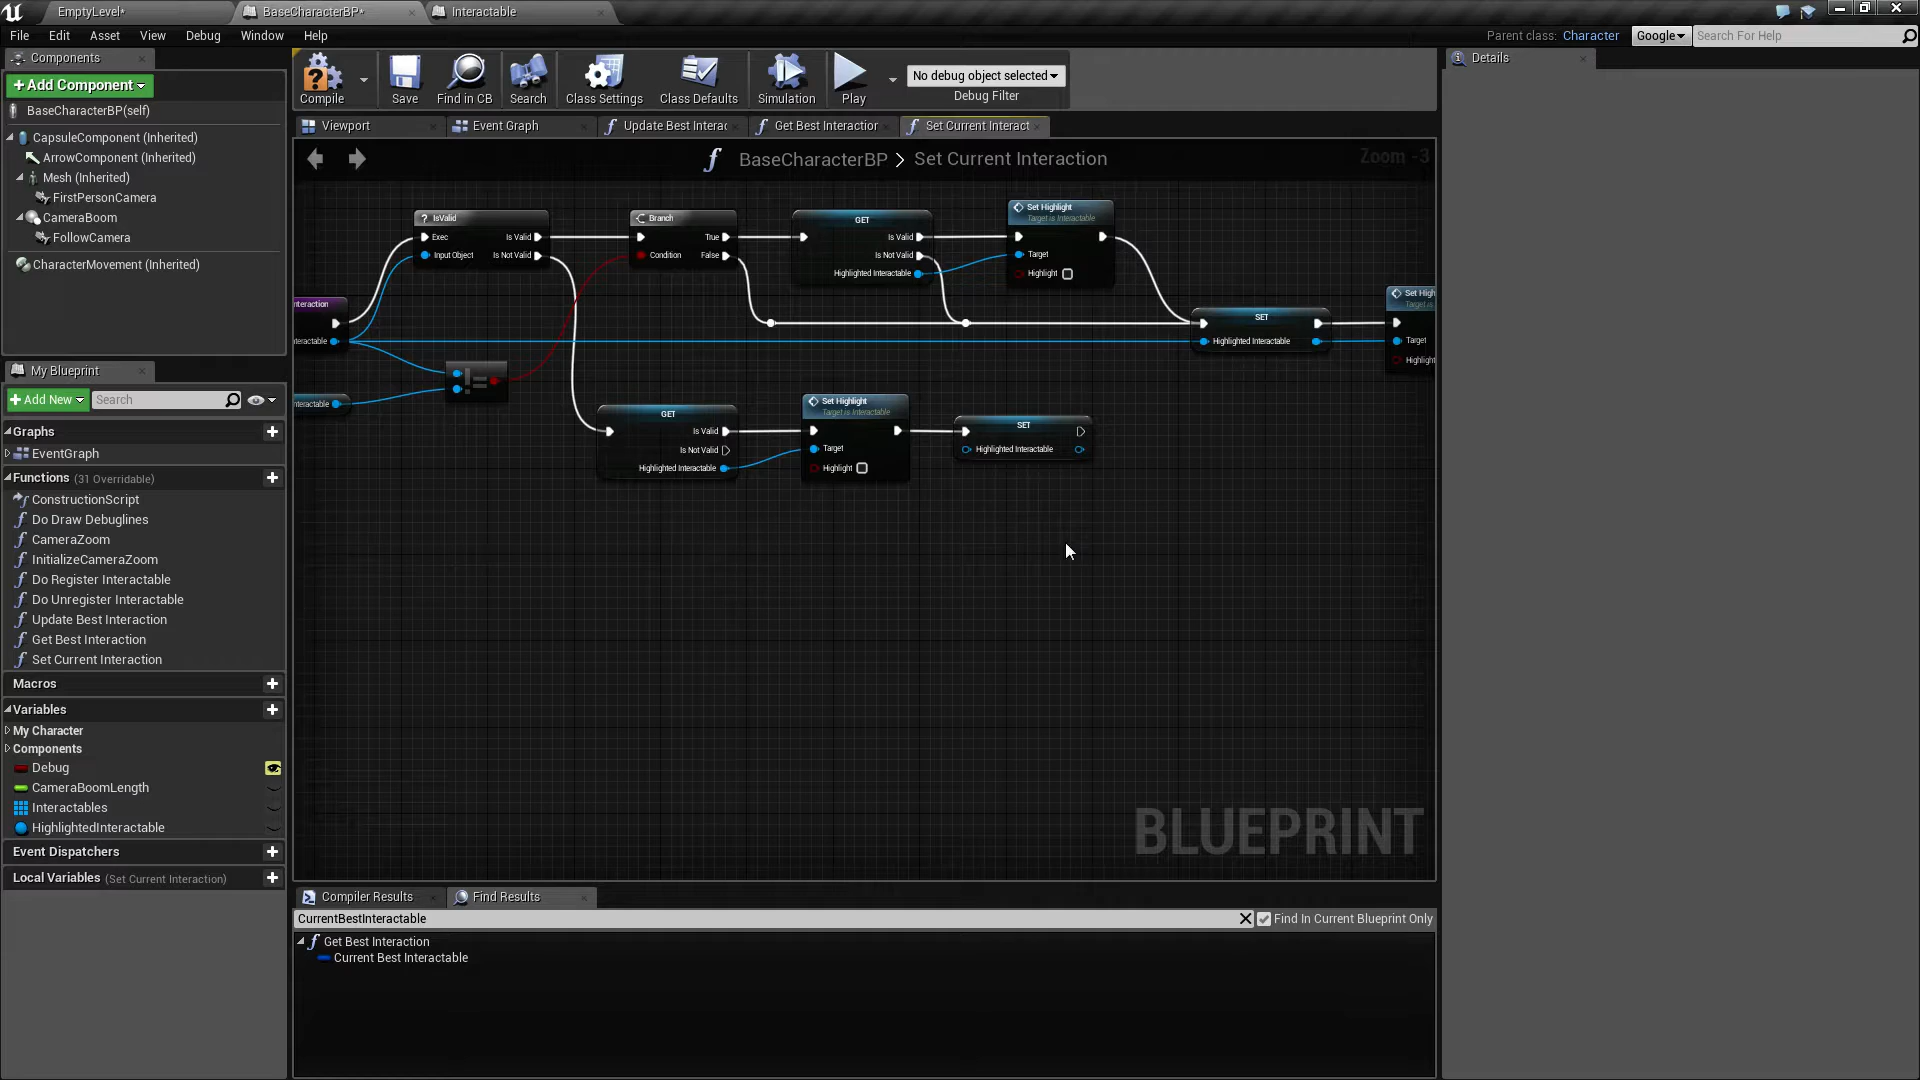 EmptyLevel*
BaseCharacterBP*
Interactable
File Edit Asset View Debug Window Help
Parent class: Character
Google
Search For Help
Components
Add Component
BaseCharacterBP(self)
CapsuleComponent (Inherited)
ArrowComponent (Inherited)
Mesh (Inherited)
FirstPersonCamera
CameraBoom
FollowCamera
CharacterMovement (Inherited)
Compile
Save
Find in CB
Search
Class Settings
Class Defaults
Simulation
Play
No debug object selected
Debug Filter
Details
Viewport
Event Graph
Update Best Interac
Get Best Interaction
Set Current Interact
BaseCharacterBP > Set Current Interaction
Zoom -3
? IsValid
Exec
Is Valid
Input Object
Is Not Valid
Branch
True
Condition
False
GET
Is Valid
Is Not Valid
Highlighted Interactable
Set Highlight
Target is Interactable
Target
Highlight
nteraction
teractable
!=
teractable
SET
Highlighted Interactable
Set High
Target is
Target
Highlight
GET
Is Valid
Is Not Valid
Highlighted Interactable
Set Highlight
Target is Interactable
Target
Highlight
SET
Highlighted Interactable
BLUEPRINT
My Blueprint
Add New
Search
Graphs
EventGraph
Functions (31 Overridable)
ConstructionScript
Do Draw Debuglines
CameraZoom
InitializeCameraZoom
Do Register Interactable
Do Unregister Interactable
Update Best Interaction
Get Best Interaction
Set Current Interaction
Macros
Variables
My Character
Components
Debug
CameraBoomLength
Interactables
HighlightedInteractable
Event Dispatchers
Local Variables (Set Current Interaction)
Compiler Results
Find Results
CurrentBestInteractable
Find In Current Blueprint Only
Get Best Interaction
Current Best Interactable